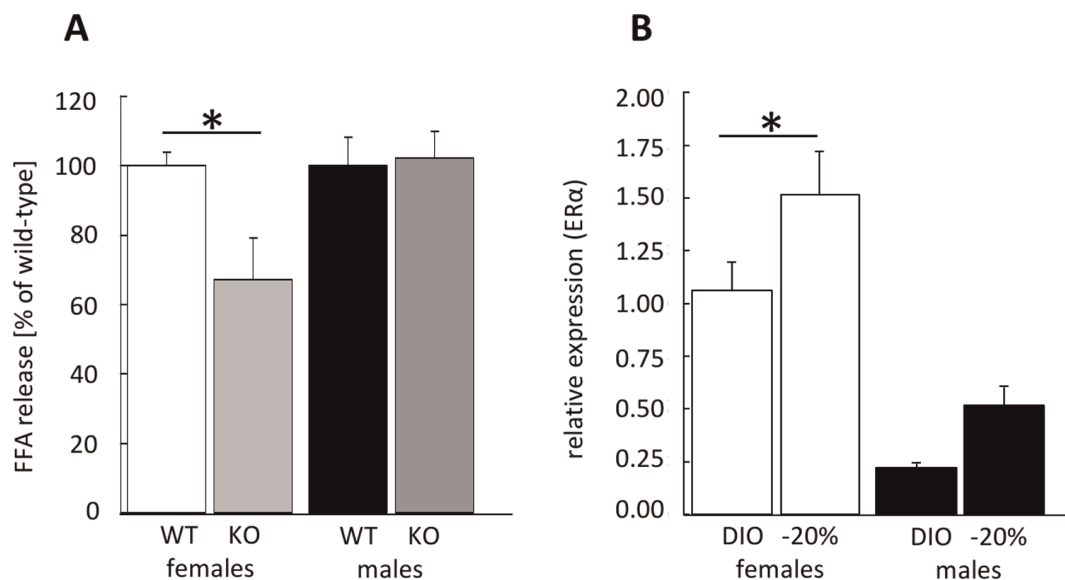 A
FFA release [% of wild-type]
120
100
80
60
40
20
0
*
WT KO WT KO
females males
B
relative expression (ERα)
2.00
1.75
1.50
1.25
1.00
0.75
0.50
0.25
0.00
*
DIO -20% DIO -20%
females males